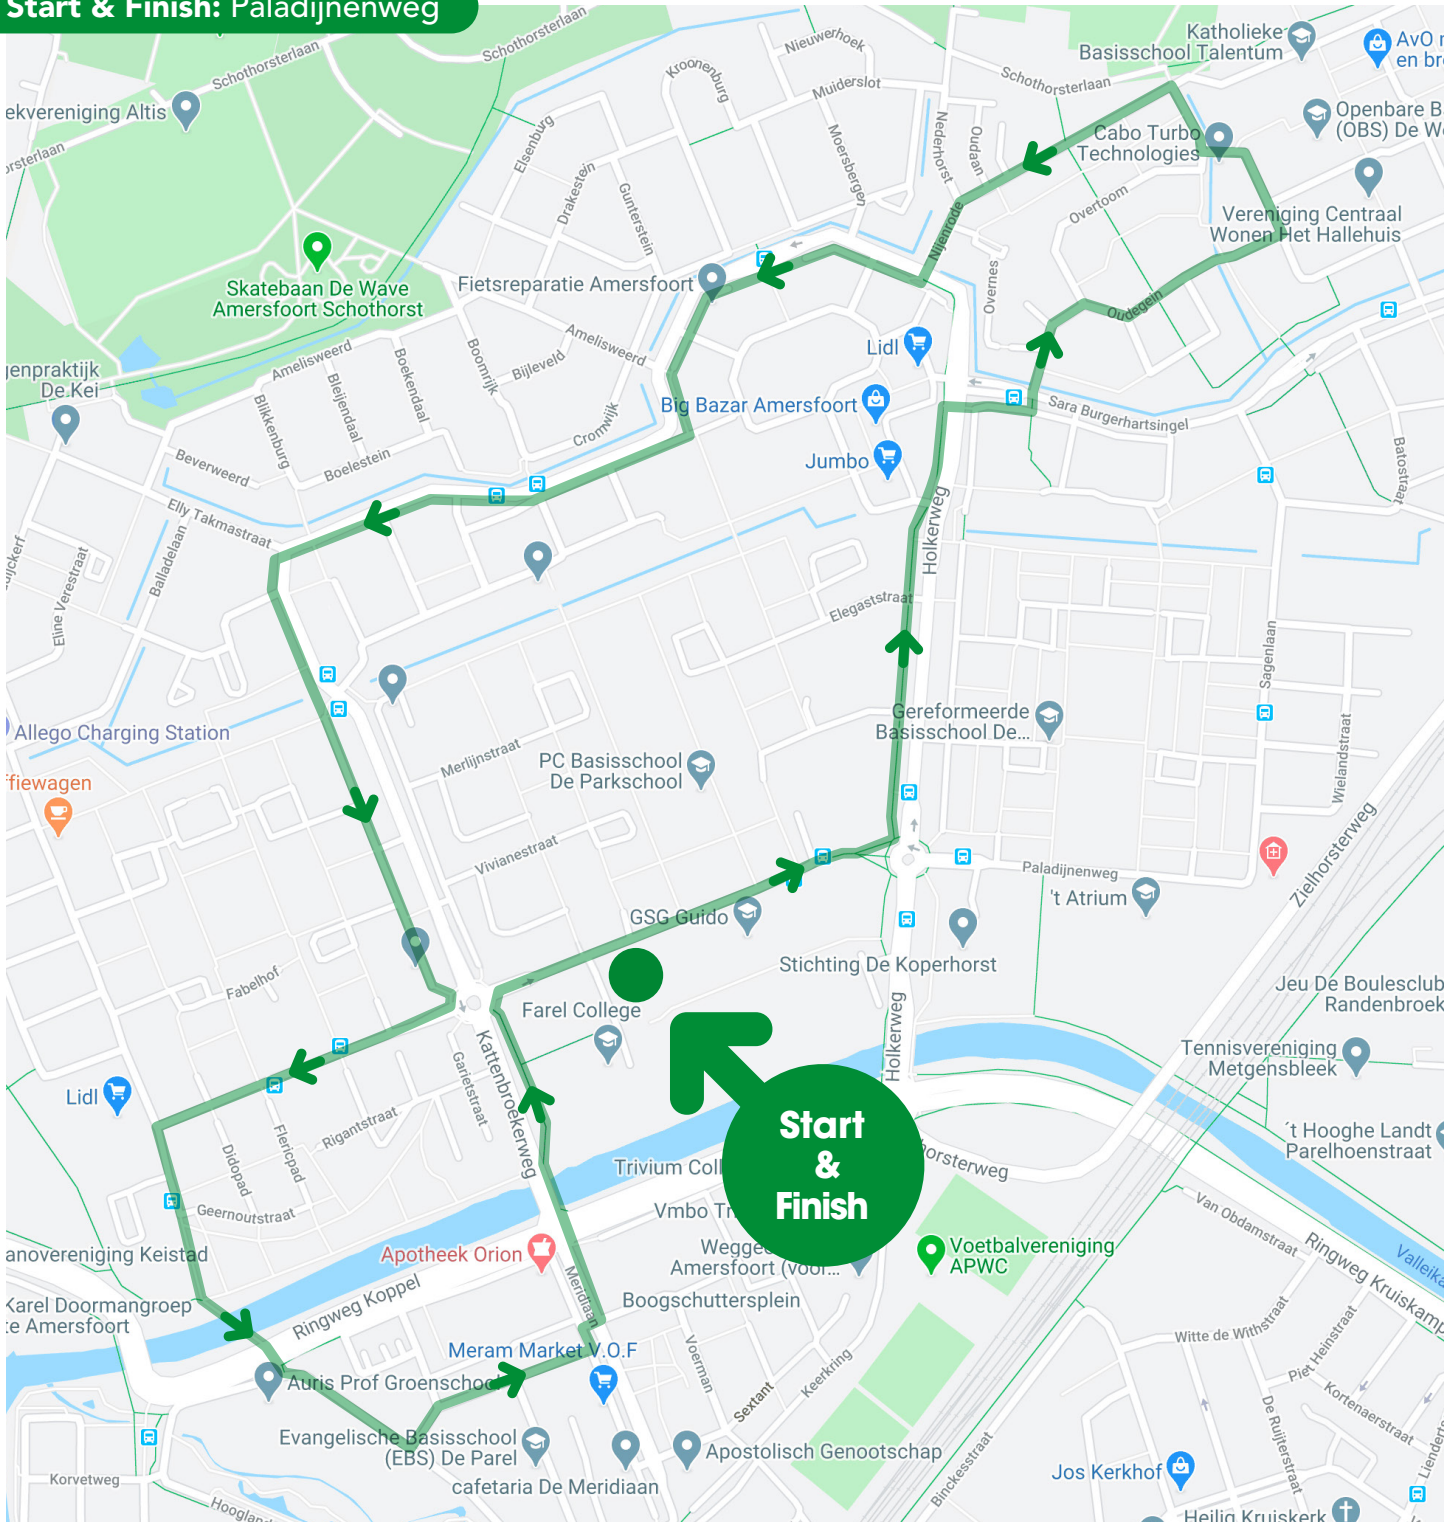 Start & Finish: Paladijnenweg
Schothorsterlaan
Schothorsterlaan
Nieuwerhoek
Katholieke
Basisschool Talentum
AvO
en
Kroonenburg
Muiderslot
Schothorsterlaan
ekvereniging Altis
Openbare B
(OBS) De
Elsenburg
Moersbergen
Nederhorst
Oudaan
Cabo Turbo
Technologies
orsterlaan
Drakestein
Gunterstein
Overtoom
Vereniging Centraal
Wonen Het Hallehuis
Nijenrode
Skatebaan De Wave
Amersfoort Schothorst
Fietsreparatie Amersfoort
Overnes
Oudegein
Amelisweerd
Lidl
genpraktijk
De Kei
Amelisweerd
Boekendaal
Boomrijk
Bijleveld
Bleijendaal
Blikkenburg
Big Bazar Amersfoort
Sara Burgerhartsingel
Cromwijk
Beverweerd
Boelestein
Jumbo
Batostraat
Elly Takmastraat
Balladelaan
Holkerweg
Eline Verestraat
Elegaststraat
Sagenlaan
Allego Charging Station
Gereformeerde
Basisschool De...
Merlijnstraat
PC Basisschool
De Parkschool
Wielandstraat
ffiewagen
Vivianestraat
Zielhorsterweg
Paladijnenweg
't Atrium
GSG Guido
Stichting De Koperhorst
Fabelhof
Farel College
Jeu De Boulesclub
Randenbroek
Holkerweg
Kattenbroekerweg
Garietstraat
Tennisvereniging
Metgensbleek
Lidl
Rigantstraat
Flericpad
Didopad
Start
&
Finish
't Hooghe Landt
Parelhoenstraat
Trivium Coll
horsterweg
Geernoutstraat
Vmbo
Van Obdamstraat
anovereniging Keistad
Apotheek Orion
Wegge
Amersfoort (voor...
Voetbalvereniging
APWC
Ringweg Kruiskamp
Valleika
Meridiaan
Karel Doormangroep
te Amersfoort
Ringweg Koppel
Boogschuttersplein
Witte de Withstraat
Piet Heinstraat
Meram Market V.O.F
Voerman
Keerkring
Auris Prof Groenschool
Sextant
Kortenaerstraat
De Ruijterstraat
Evangelische Basisschool
(EBS) De Parel
Apostolisch Genootschap
Binckesstraat
Jos Kerkhof
Korvetweg
cafetaria De Meridiaan
Hoogland
Heilig Kruiskerk